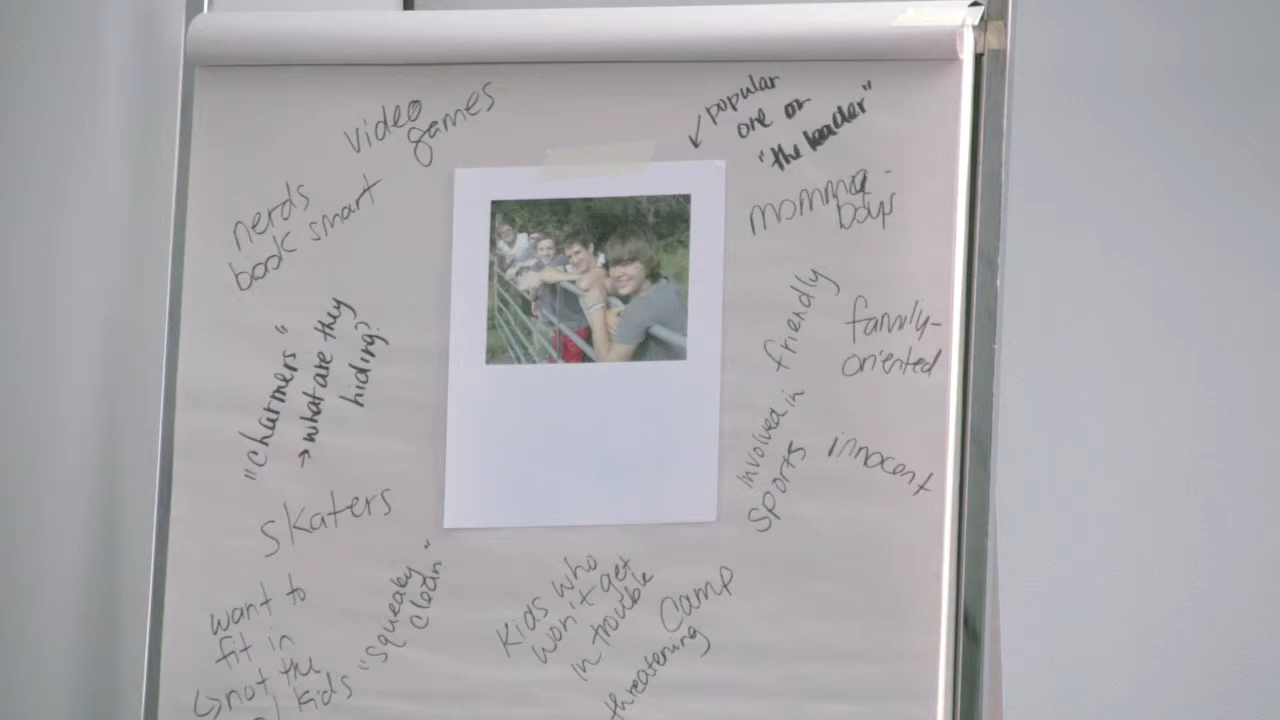 video
games
popular
one or
"the leader"
nerds
book smart
momma-
boys
"charmers"
→ what are they
hiding?
friendly
family-
oriented
involved in
sports
innocent
skaters
"squeaky
clean"
kids who
won't get
in trouble
camp
threatening
want to
fit in
↳ not the
kids